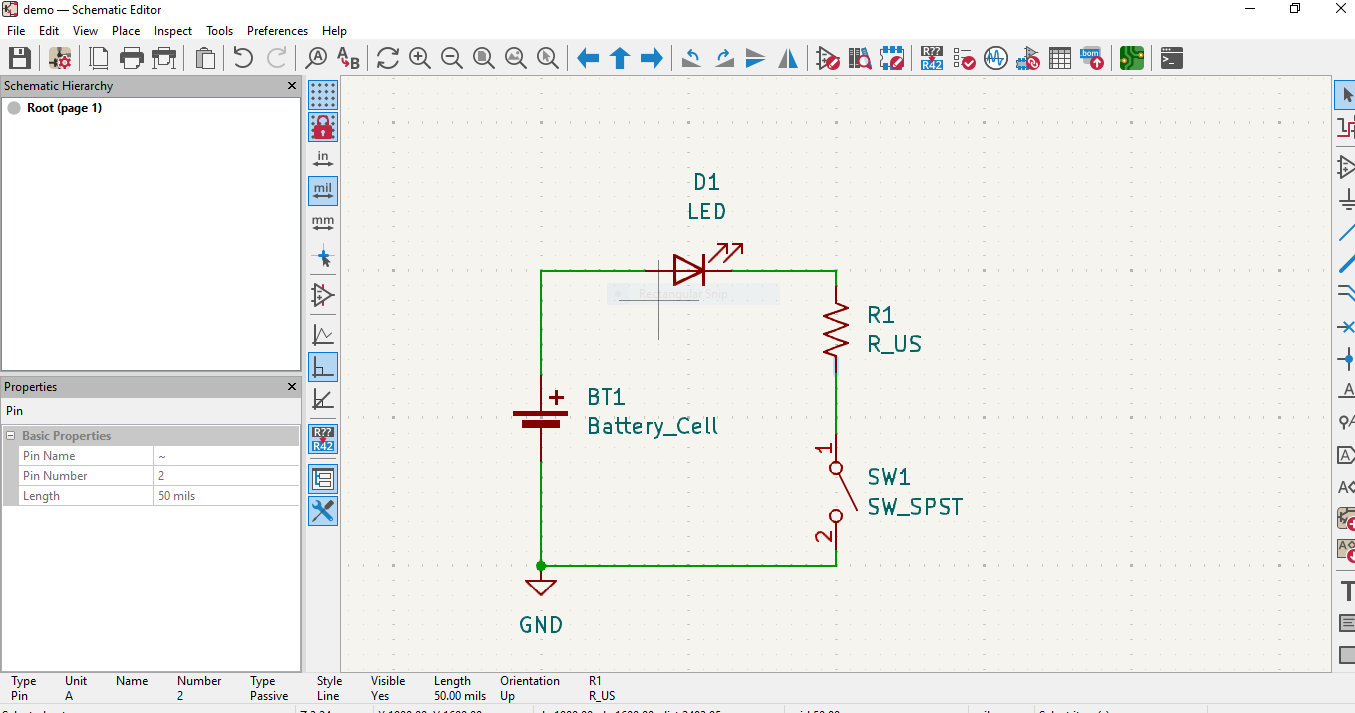 demo — Schematic Editor
File Edit View Place Inspect Tools Preferences Help
A
A B
R??
R42
bom
Schematic Hierarchy
Root (page 1)
in
mil
mm
R??
R42
Properties
Pin
Basic Properties
Pin Name ~
Pin Number 2
Length 50 mils
D1
LED
Rectangular Snip
R1
R_US
+
BT1
Battery_Cell
1
SW1
SW_SPST
2
GND
A
A
A
A
A
T
Type Unit Name Number Type Style Visible Length Orientation R1
Pin A 2 Passive Line Yes 50.00 mils Up R_US